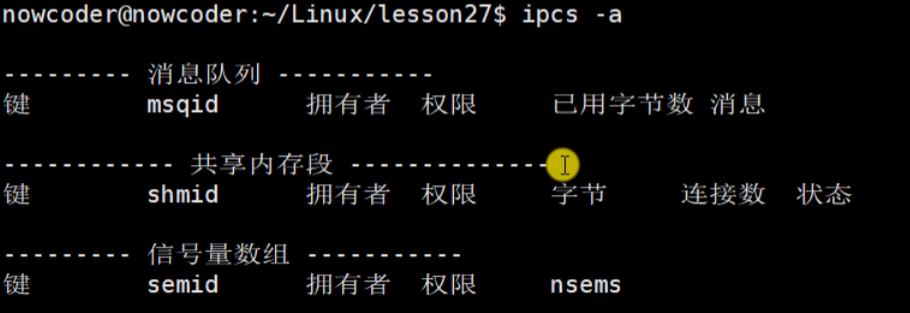 nowcoder@nowcoder:~/Linux/lesson27$ ipcs -a
--------- 消息队列 -----------
键 msqid 拥有者 权限 已用字节数 消息
------------ 共享内存段 --------------
键 shmid 拥有者 权限 字节 连接数 状态
--------- 信号量数组 -----------
键 semid 拥有者 权限 nsems